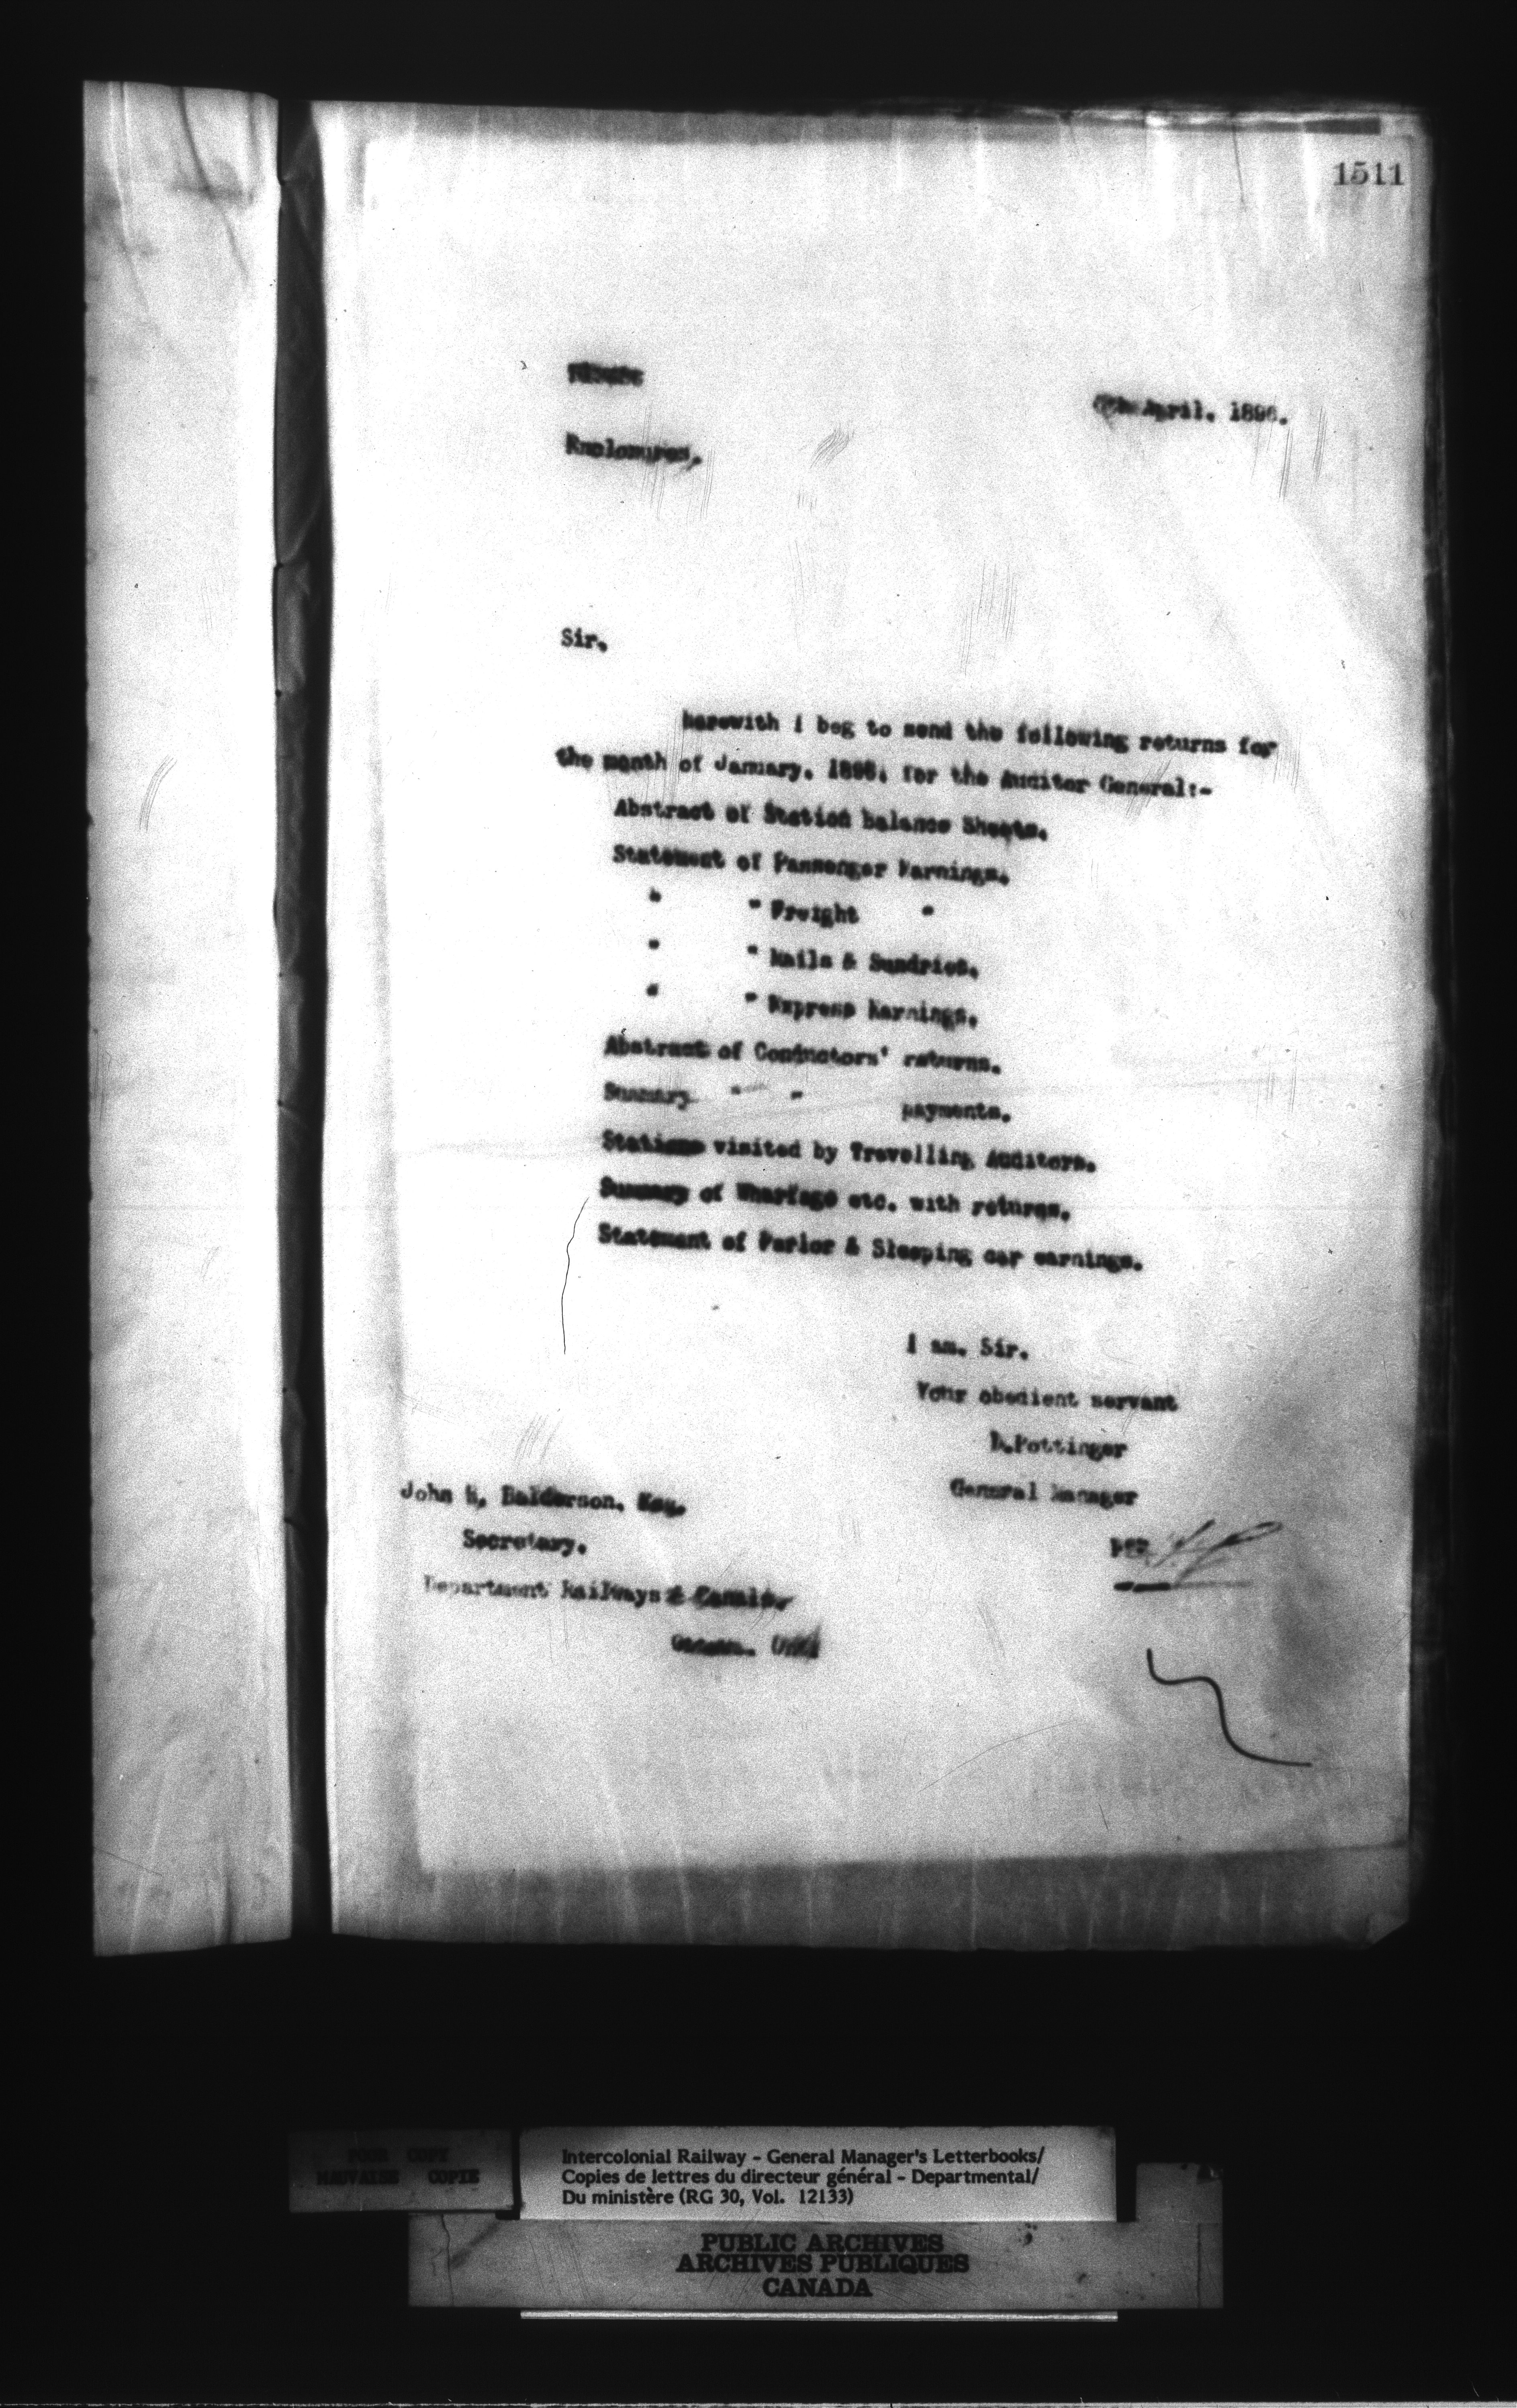 1511
April. 1896.
Enclosures.
Sir,
Herewith I beg to send the following returns for
the month of January, 1896, for the Auditor General:-
Abstract of Station balance Sheets.
Statement of Passenger Earnings.
" " Freight "
" " Mails & Sundries.
" " Express Earnings.
Abstract of Conductors' returns.
Summary " " payments.
Stations visited by Travelling Auditors.
Summary of Wharfage etc. with returns.
Statement of Parlor & Sleeping car earnings.
I am. Sir.
Your obedient servant
D.Pottinger
General Manager
per
John H. Balderson. Esq.
Secretary.
Department Railways & Canals,
Ottawa.
POOR COPY
MAUVAISE COPIE
Intercolonial Railway - General Manager's Letterbooks/
Copies de lettres du directeur général - Departmental/
Du ministère (RG 30, Vol. 12133)
PUBLIC ARCHIVES
ARCHIVES PUBLIQUES
CANADA